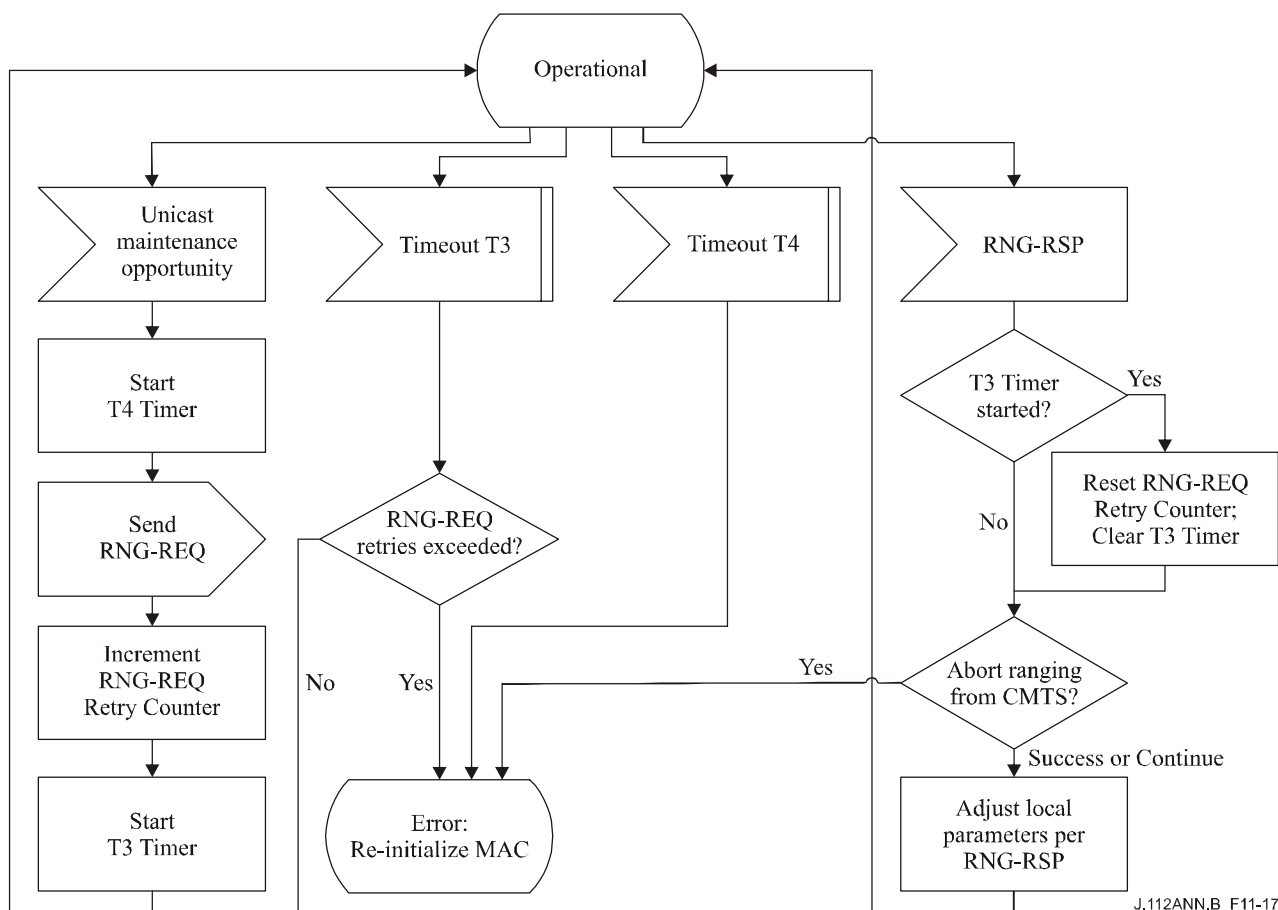 Operational
Unicast
maintenance
opportunity
Timeout T3
Timeout T4
RNG-RSP
Start
T4 Timer
T3 Timer
started?
Yes
Send
RNG-REQ
RNG-REQ
retries exceeded?
No
Reset RNG-REQ
Retry Counter;
Clear T3 Timer
Increment
RNG-REQ
Retry Counter
No
Yes
Yes
Abort ranging
from CMTS?
Success or Continue
Start
T3 Timer
Error:
Re-initialize MAC
Adjust local
parameters per
RNG-RSP
J.112ANN.B_F11-17